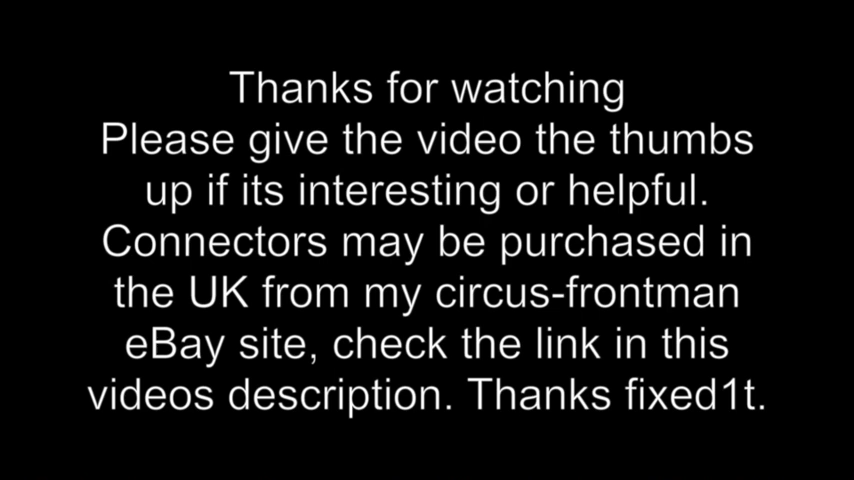 Thanks for watching
Please give the video the thumbs
up if its interesting or helpful.
Connectors may be purchased in
the UK from my circus-frontman
eBay site, check the link in this
videos description. Thanks fixed1t.